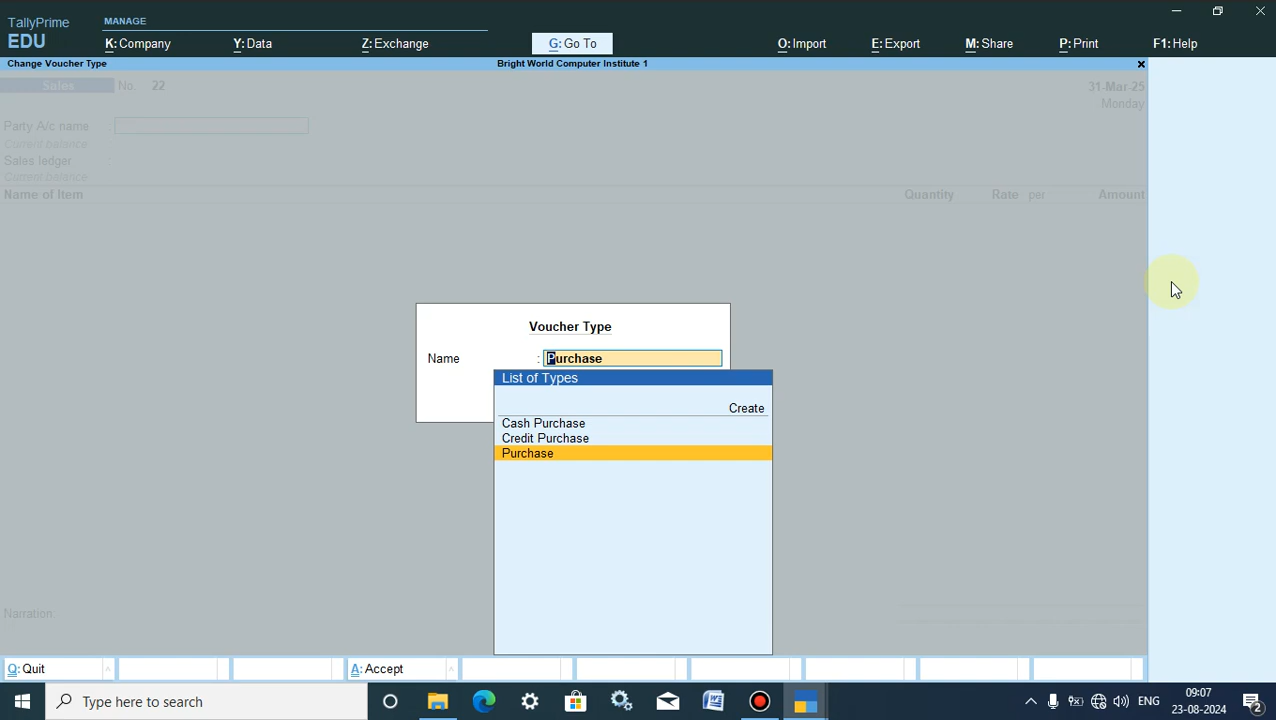 TallyPrime
MANAGE
EDU
K: Company
Y: Data
Z: Exchange
G: Go To
O: Import
E: Export
M: Share
P: Print
F1: Help
Change Voucher Type
Bright World Computer Institute 1
Sales
No.
22
31-Mar-25
Monday
Party A/c name
Current balance
Sales ledger
Current balance
Name of Item
Quantity
Rate
per
Amount
Voucher Type
Name
: Purchase
List of Types
Create
Cash Purchase
Credit Purchase
Purchase
Narration
Q: Quit
A: Accept
Type here to search
ENG
09:07
23-08-2024
2